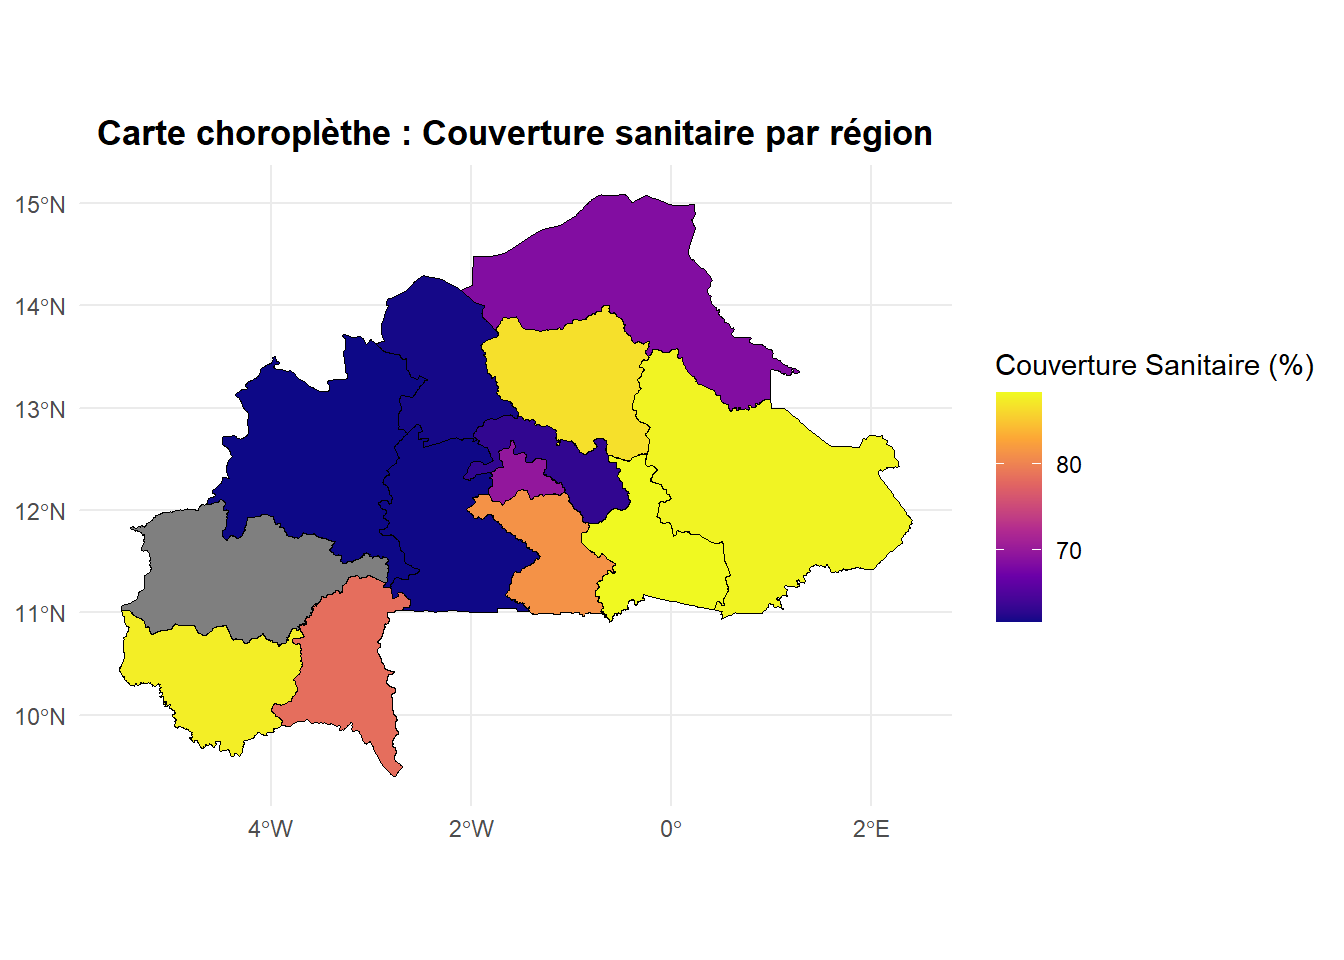 Carte choroplèthe : Couverture sanitaire par région
15°N
14°N
13°N
12°N
11°N
10°N
4°W
2°W
0°
2°E
Couverture Sanitaire (%)
80
70